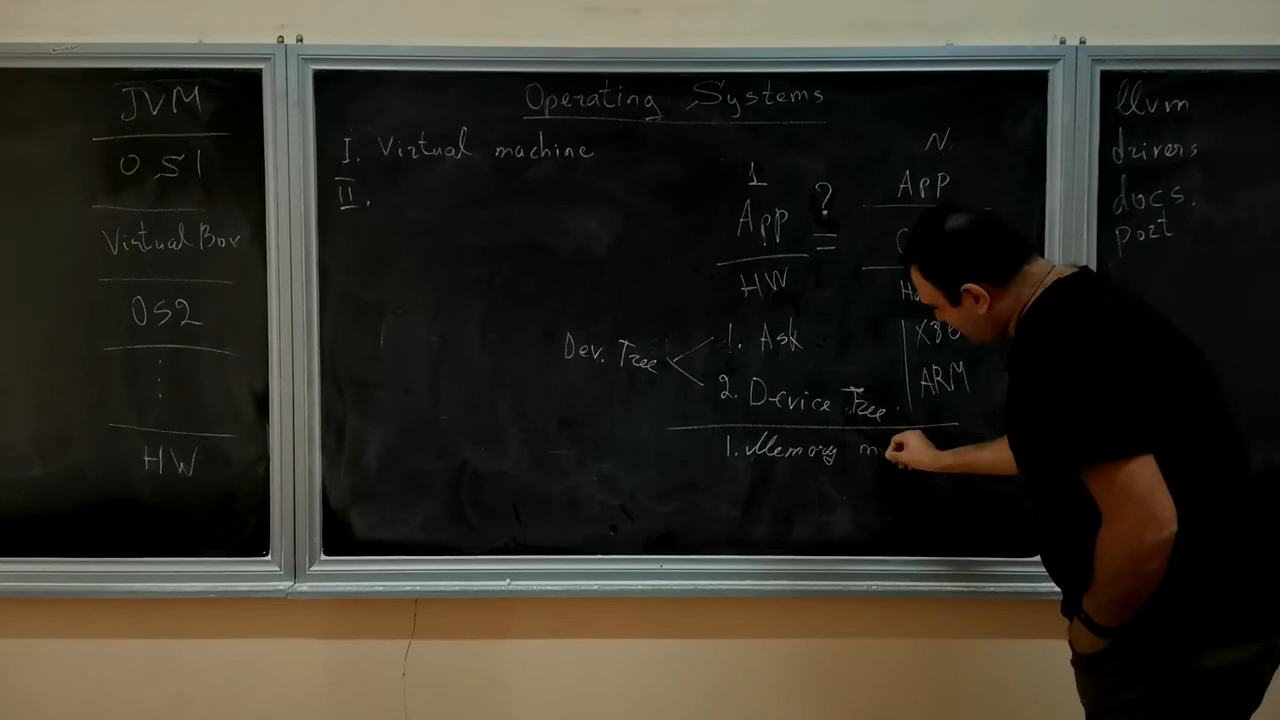 JVM
OS1
VirtualBox
OS2
HW
Operating Systems
I. Virtual machine
II.
1
App
HW
?
=
N.
App
X86
ARM
Dev. Tree
1. Ask
2. Device Tree.
1. Memory m
llvm
drivers
docs.
port